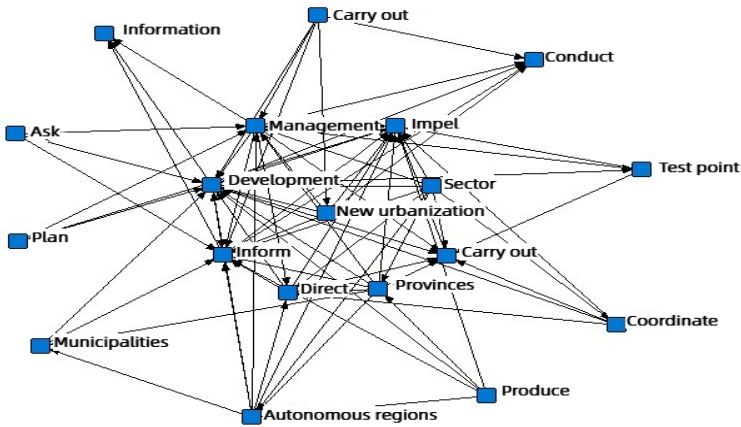 Carry out
Information
Conduct
Management
Impel
Ask
Test point
Development
Sector
New urbanization
Plan
Inform
Carry out
Direct
Provinces
Coordinate
Municipalities
Produce
Autonomous regions